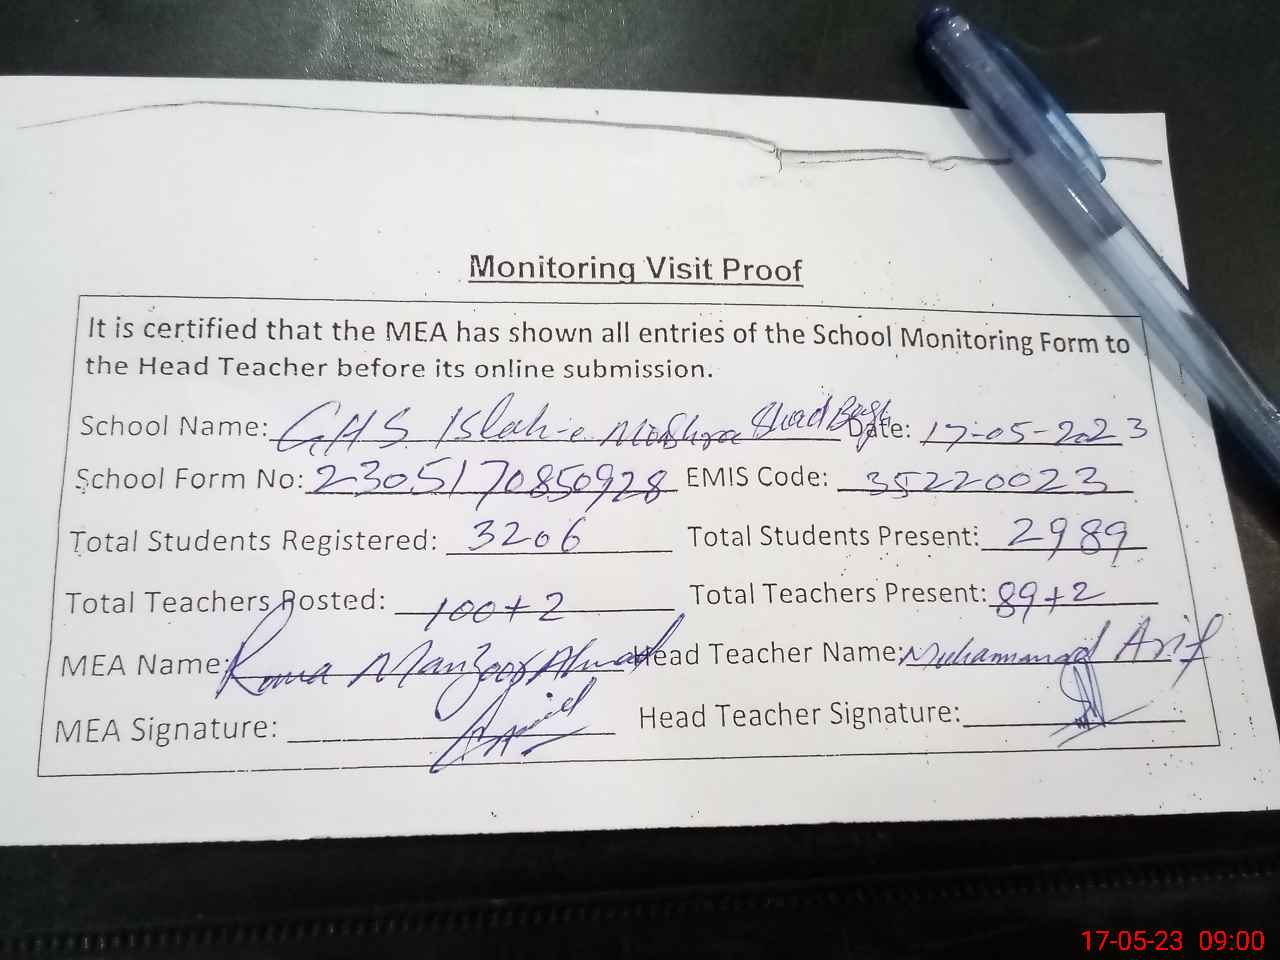 Monitoring Visit Proof
It is certified that the MEA has shown all entries of the School Monitoring Form to
the Head Teacher before its online submission.
School Name: GHS Islah-e Moashra Shad Bagh Date: 17-05-2023
School Form No: 2305170850928 EMIS Code: 35220023
Total Students Registered: 3206 Total Students Present: 2989
Total Teachers Posted: 100+2 Total Teachers Present: 89+2
MEA Name: Manzoor Ahmad Head Teacher Name: Muhammad Arif
MEA Signature: Head Teacher Signature:
17-05-23 09:00